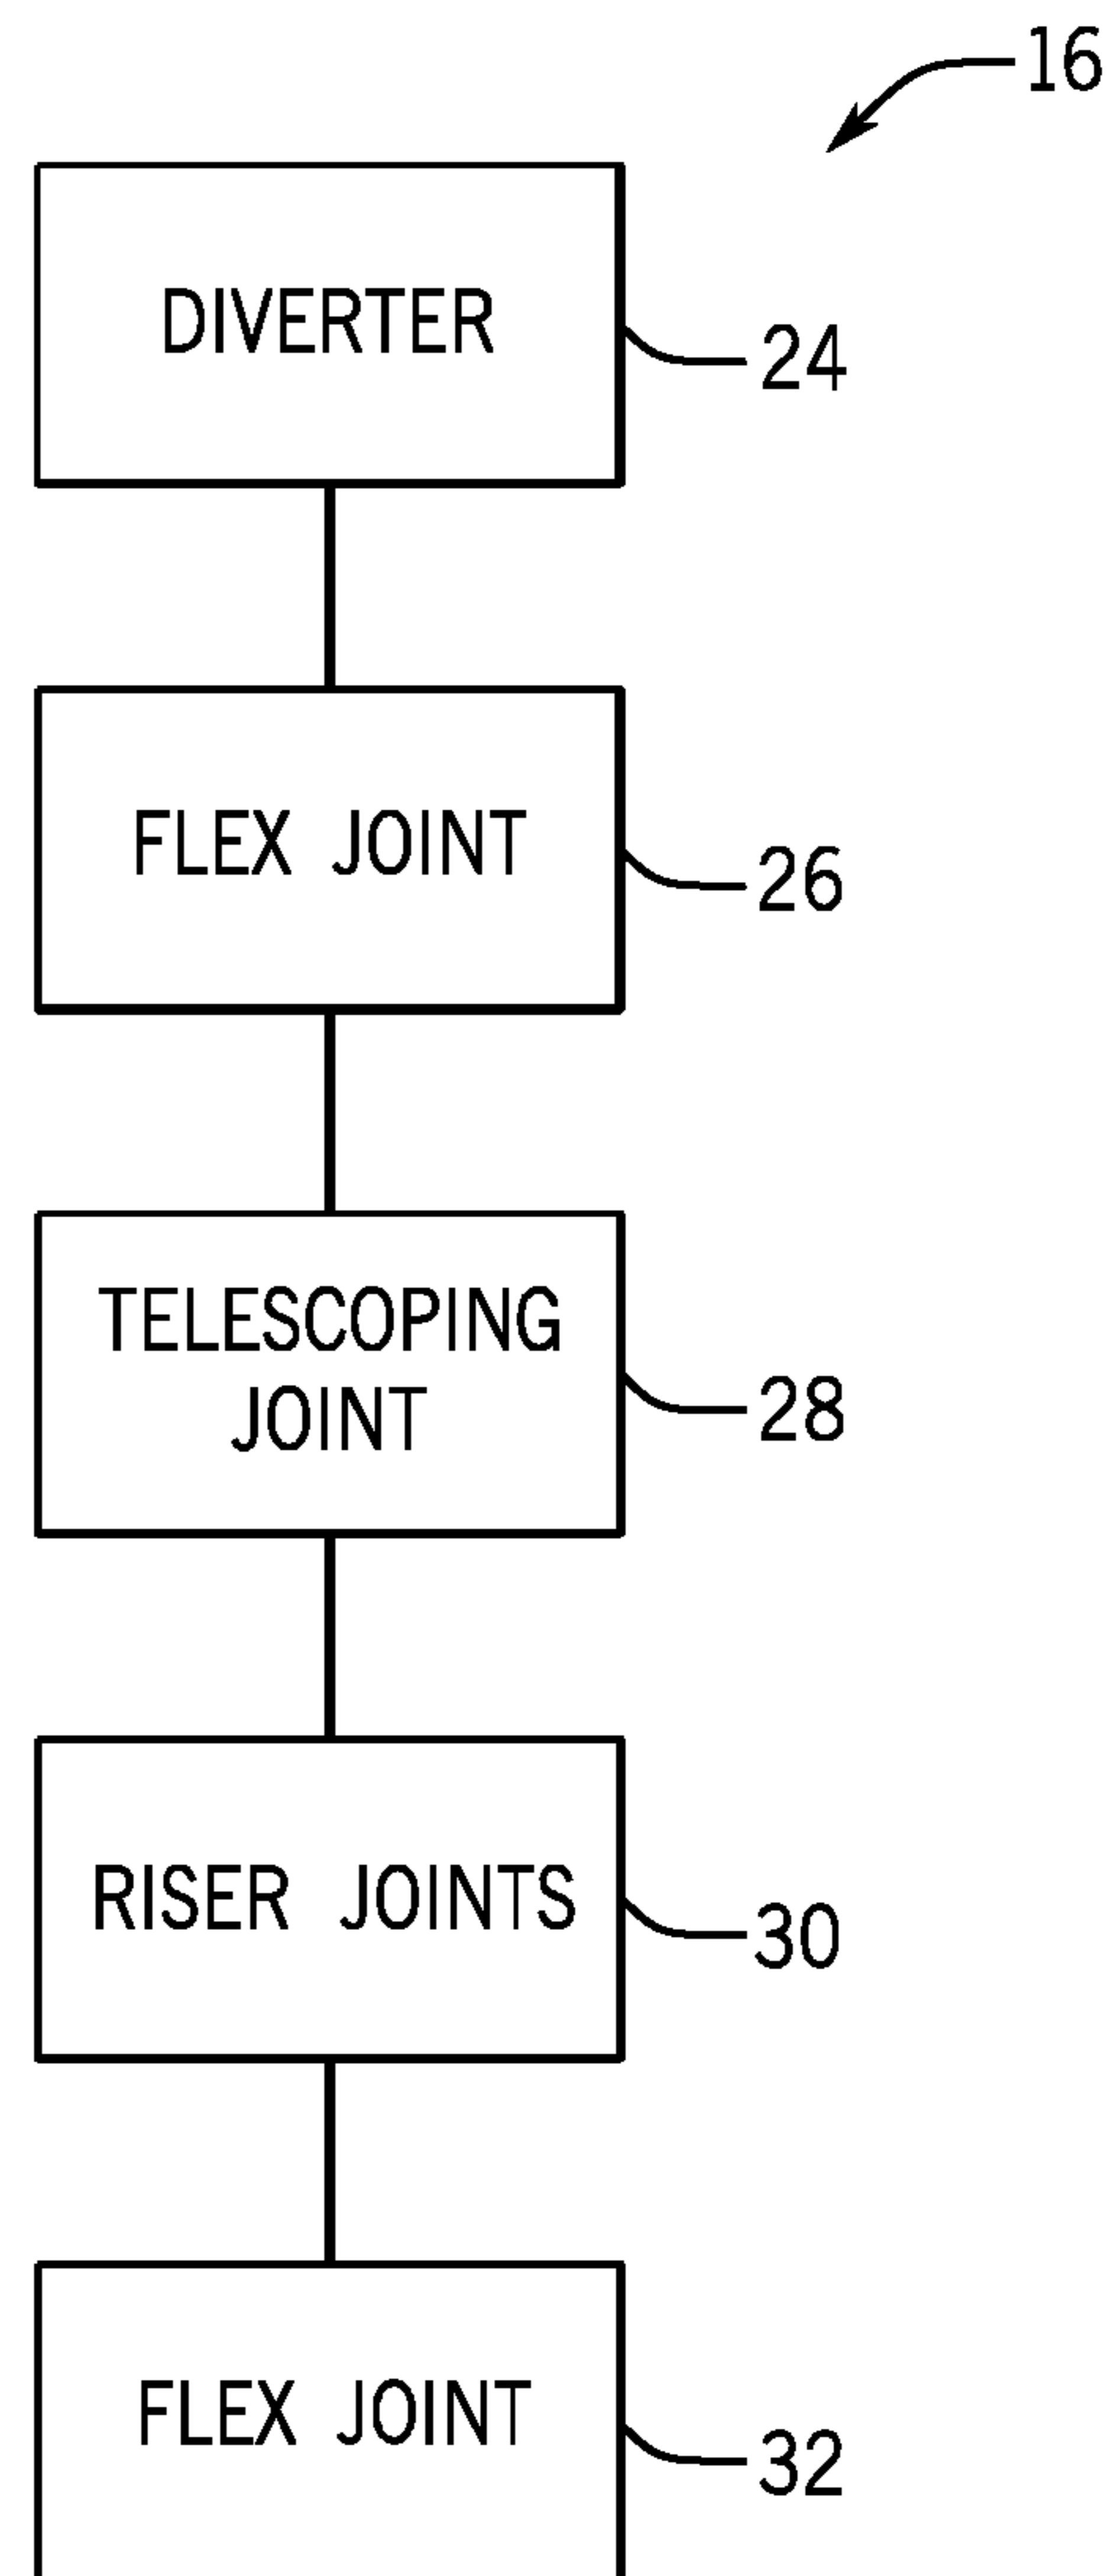 16
DIVERTER
24
FLEX JOINT
26
TELESCOPING
JOINT
28
RISER JOINTS
30
FLEX JOINT
32